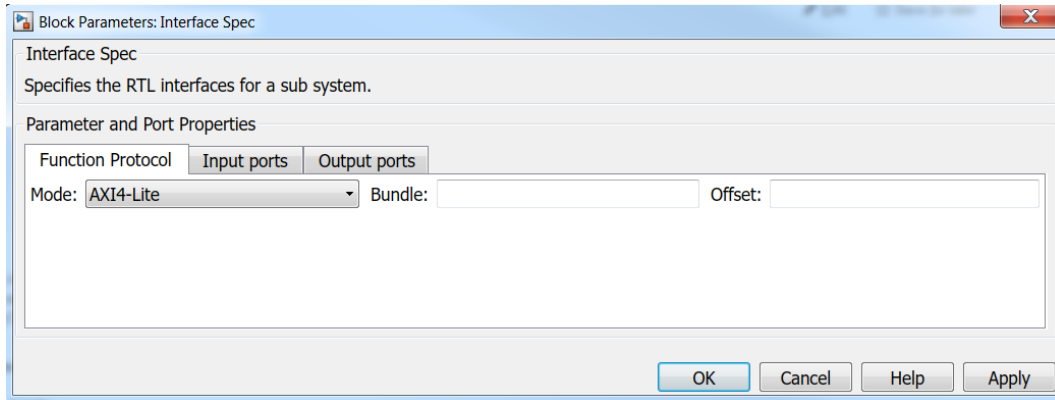 Block Parameters: Interface Spec
Interface Spec
Specifies the RTL interfaces for a sub system.
Parameter and Port Properties
Function Protocol Input ports Output ports
Mode: AXI4-Lite Bundle: Offset:
OK Cancel Help Apply